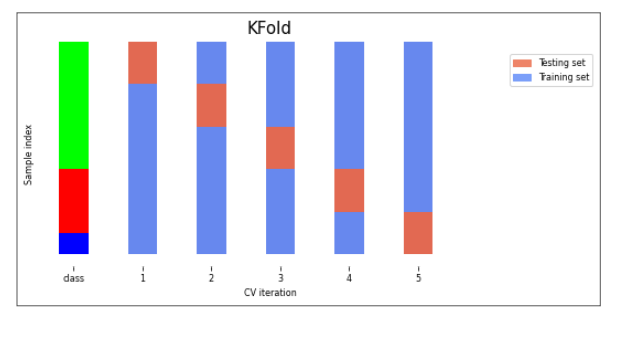 KFold
Testing set
Training set
Sample index
class
1
2
3
4
5
CV iteration